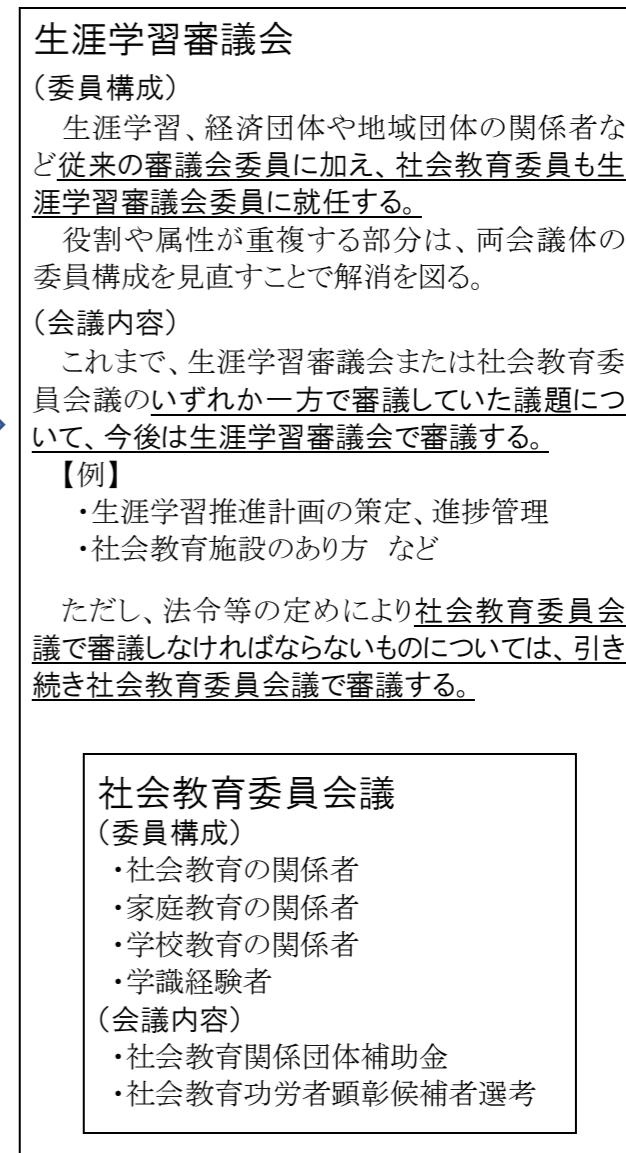 生涯学習審議会
（委員構成）
生涯学習、経済団体や地域団体の関係者な
ど従来の審議会委員に加え、社会教育委員も生
涯学習審議会委員に就任する。
役割や属性が重複する部分は、両会議体の
委員構成を見直すことで解消を図る。
（会議内容）
これまで、生涯学習審議会または社会教育委
員会議のいずれか一方で審議していた議題につ
いて、今後は生涯学習審議会で審議する。
【例】
・生涯学習推進計画の策定、進捗管理
・社会教育施設のあり方　など
ただし、法令等の定めにより社会教育委員会
議で審議しなければならないものについては、引き
続き社会教育委員会議で審議する。
社会教育委員会議
（委員構成）
・社会教育の関係者
・家庭教育の関係者
・学校教育の関係者
・学識経験者
（会議内容）
・社会教育関係団体補助金
・社会教育功労者顕彰候補者選考